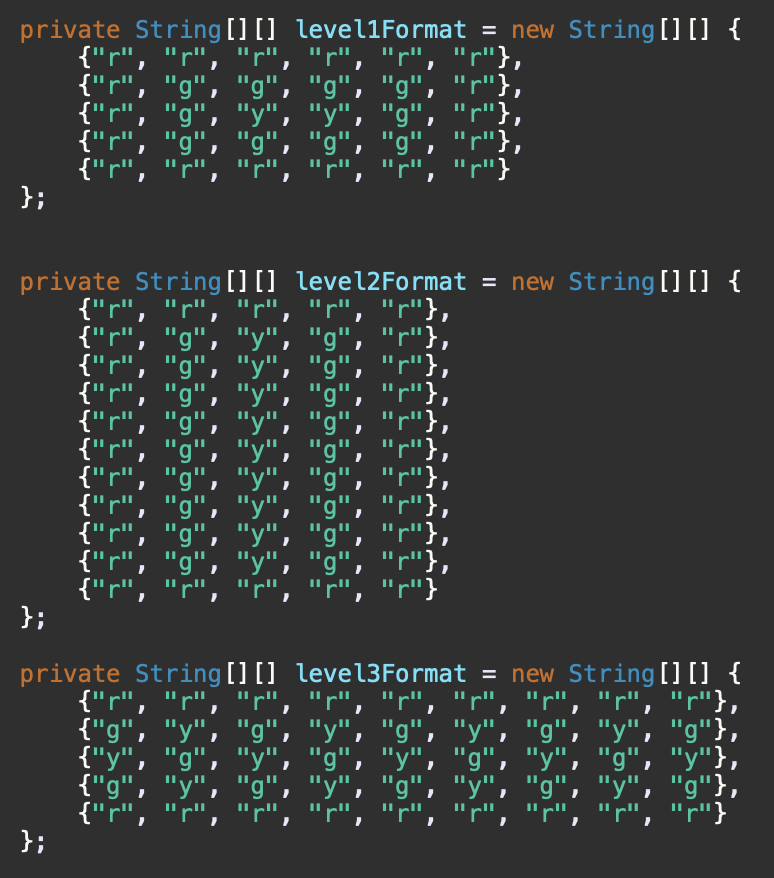 private String[][] level1Format = new String[][] {
    {"r", "r", "r", "r", "r", "r"},
    {"r", "g", "g", "g", "g", "r"},
    {"r", "g", "y", "y", "g", "r"},
    {"r", "g", "g", "g", "g", "r"},
    {"r", "r", "r", "r", "r", "r"}
};
private String[][] level2Format = new String[][] {
    {"r", "r", "r", "r", "r"},
    {"r", "g", "y", "g", "r"},
    {"r", "g", "y", "g", "r"},
    {"r", "g", "y", "g", "r"},
    {"r", "g", "y", "g", "r"},
    {"r", "g", "y", "g", "r"},
    {"r", "g", "y", "g", "r"},
    {"r", "g", "y", "g", "r"},
    {"r", "g", "y", "g", "r"},
    {"r", "g", "y", "g", "r"},
    {"r", "r", "r", "r", "r"}
};
private String[][] level3Format = new String[][] {
    {"r", "r", "r", "r", "r", "r", "r", "r", "r"},
    {"g", "y", "g", "y", "g", "y", "g", "y", "g"},
    {"y", "g", "y", "g", "y", "g", "y", "g", "y"},
    {"g", "y", "g", "y", "g", "y", "g", "y", "g"},
    {"r", "r", "r", "r", "r", "r", "r", "r", "r"}
};